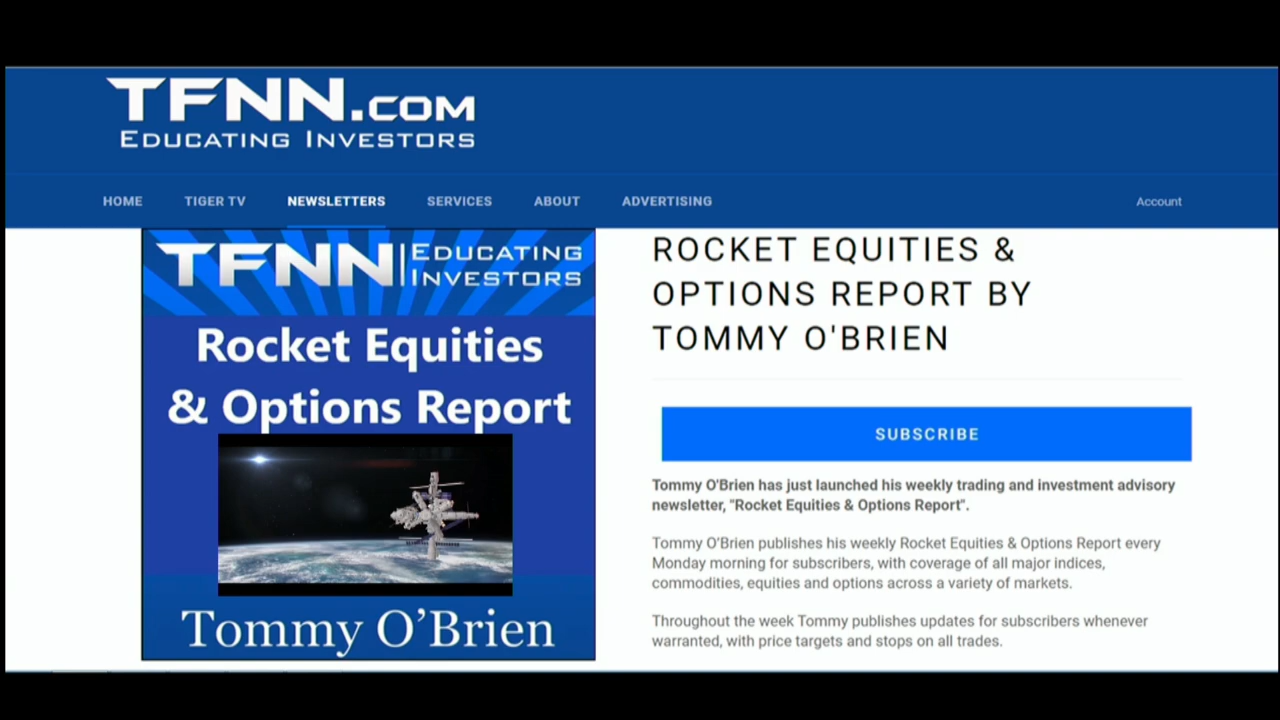 TFNN.COM
EDUCATING INVESTORS
HOME TIGER TV NEWSLETTERS SERVICES ABOUT ADVERTISING Account
TFNN EDUCATING
INVESTORS
Rocket Equities
& Options Report
Tommy O’Brien
ROCKET EQUITIES &
OPTIONS REPORT BY
TOMMY O'BRIEN
SUBSCRIBE
Tommy O'Brien has just launched his weekly trading and investment advisory
newsletter, "Rocket Equities & Options Report".
Tommy O'Brien publishes his weekly Rocket Equities & Options Report every
Monday morning for subscribers, with coverage of all major indices,
commodities, equities and options across a variety of markets.
Throughout the week Tommy publishes updates for subscribers whenever
warranted, with price targets and stops on all trades.